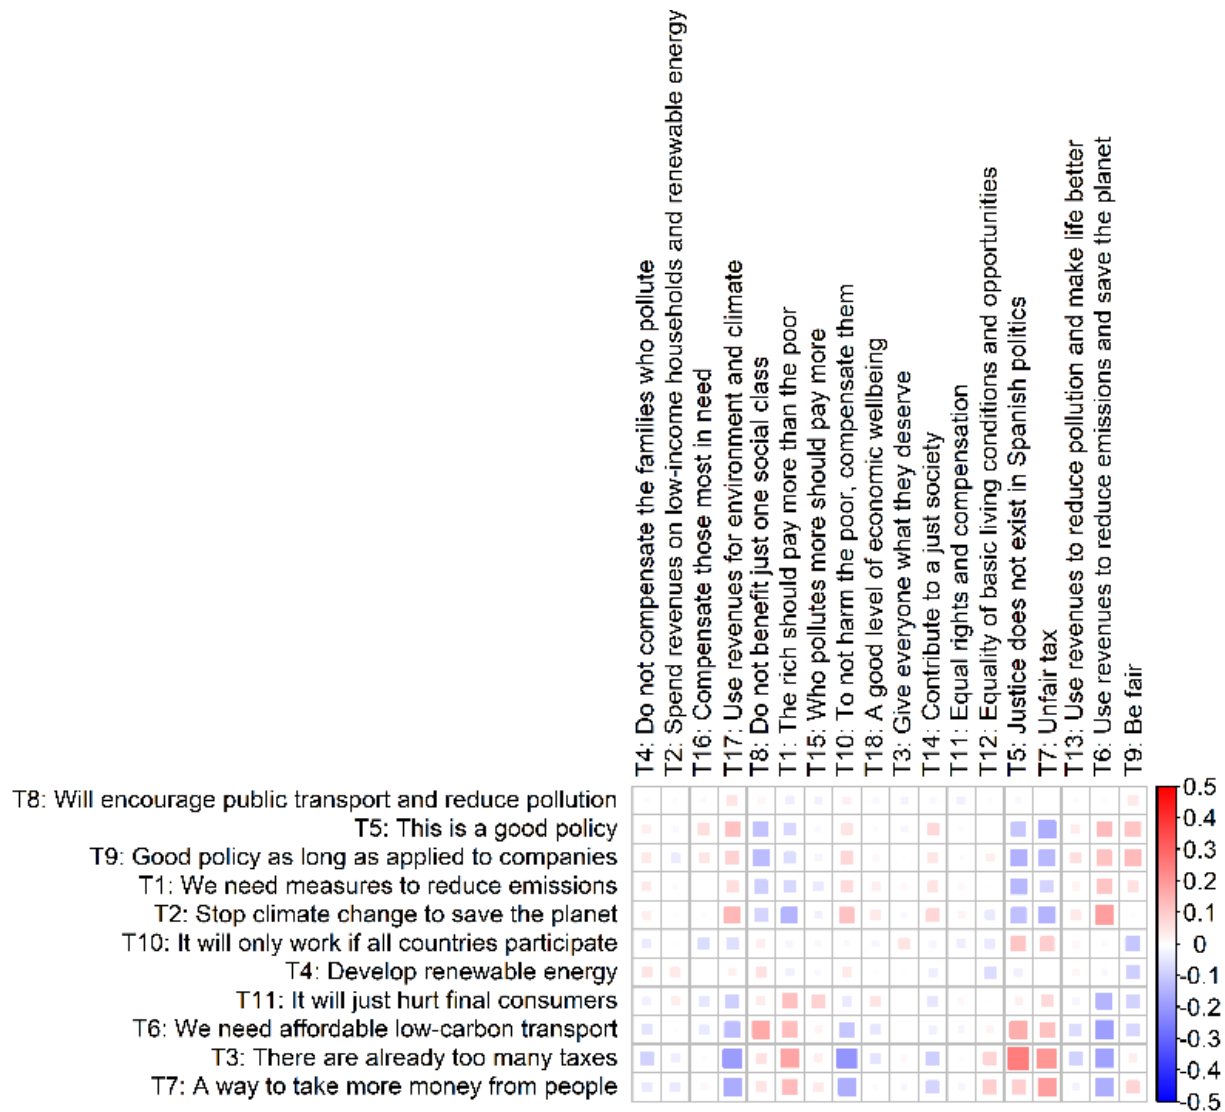 T4: Do not compensate the families who pollute
T2: Spend revenues on low-income households and renewable energy
T16: Compensate those most in need
T17: Use revenues for environment and climate
T8: Do not benefit just one social class
T1: The rich should pay more than the poor
T15: Who pollutes more should pay more
T10: To not harm the poor, compensate them
T18: A good level of economic wellbeing
T3: Give everyone what they deserve
T14: Contribute to a just society
T11: Equal rights and compensation
T12: Equality of basic living conditions and opportunities
T5: Justice does not exist in Spanish politics
T7: Unfair tax
T13: Use revenues to reduce pollution and make life better
T6: Use revenues to reduce emissions and save the planet
T9: Be fair
T8: Will encourage public transport and reduce pollution
T5: This is a good policy
T9: Good policy as long as applied to companies
T1: We need measures to reduce emissions
T2: Stop climate change to save the planet
T10: It will only work if all countries participate
T4: Develop renewable energy
T11: It will just hurt final consumers
T6: We need affordable low-carbon transport
T3: There are already too many taxes
T7: A way to take more money from people
0.5
0.4
0.3
0.2
0.1
0
-0.1
-0.2
-0.3
-0.4
-0.5